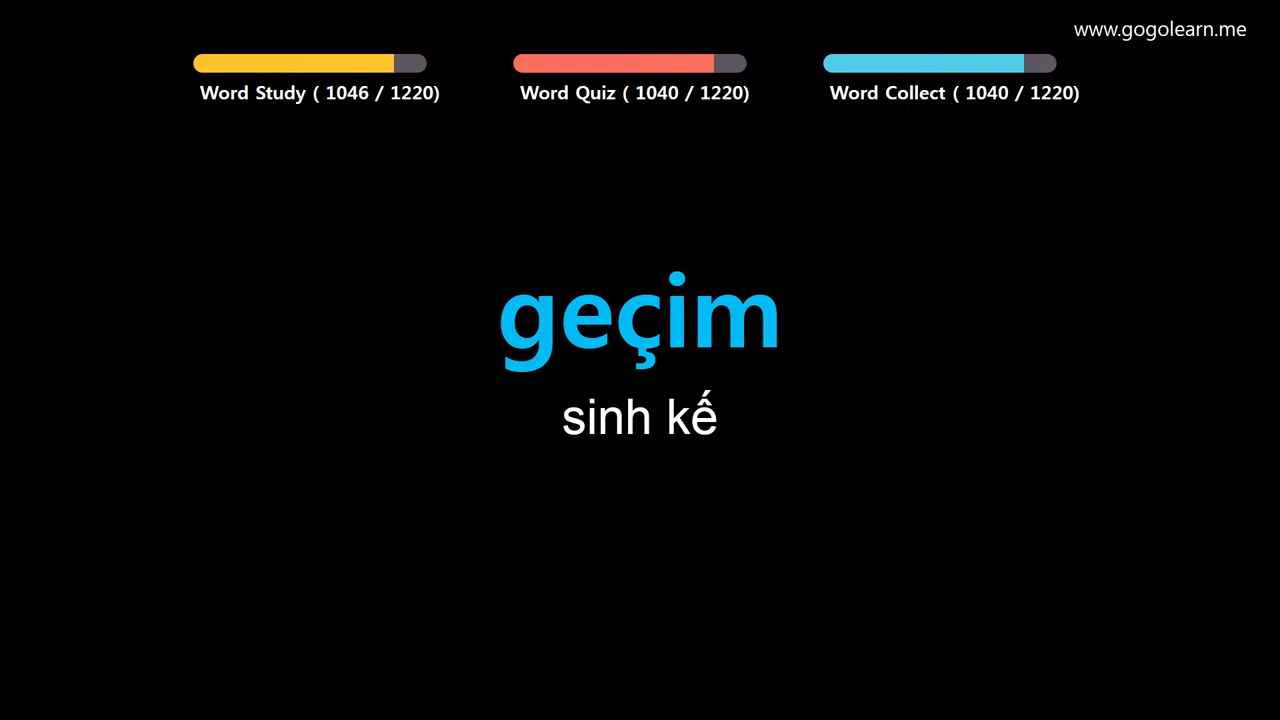 www.gogolearn.me
Word Study ( 1046 / 1220)
Word Quiz ( 1040 / 1220)
Word Collect ( 1040 / 1220)
geçim
sinh kế